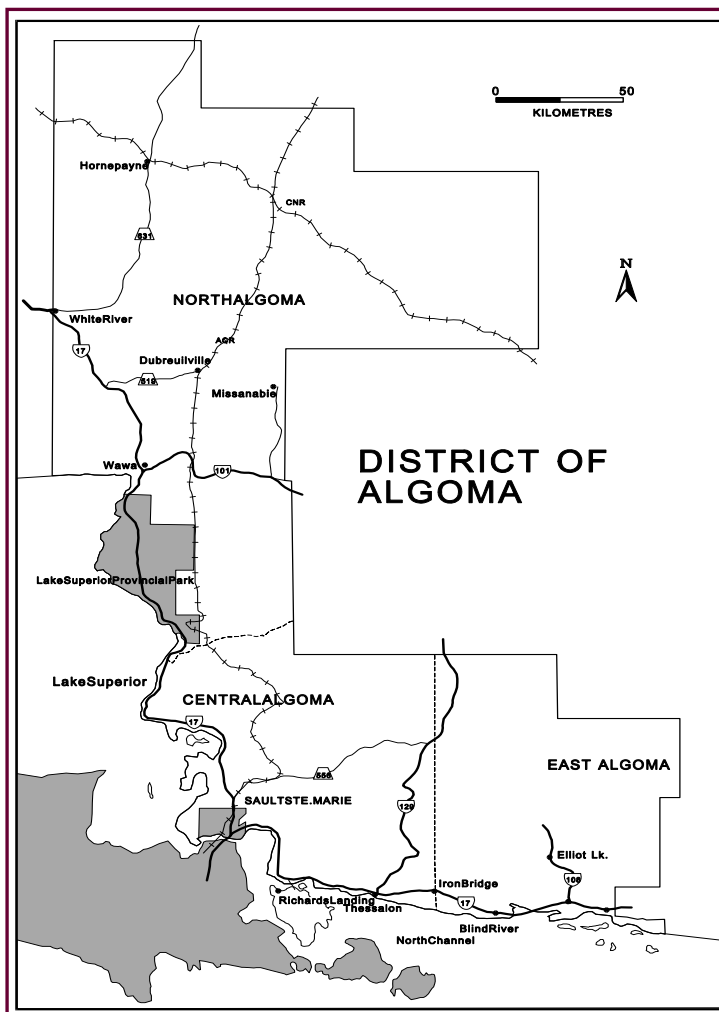 0 50
KILOMETRES
Hornepayne
CNR
631
N
NORTHALGOMA
WhiteRiver
17
AGR
Dubreuilville
519
Missanabie
DISTRICT OF
ALGOMA
Wawa
101
LakeSuperiorProvincialPark
LakeSuperior
CENTRALALGOMA
17
EAST ALGOMA
556
SAULTSTE.MARIE
129
Elliot Lk.
108
IronBridge
RichardsLanding
Thessalon
17
BlindRiver
NorthChannel